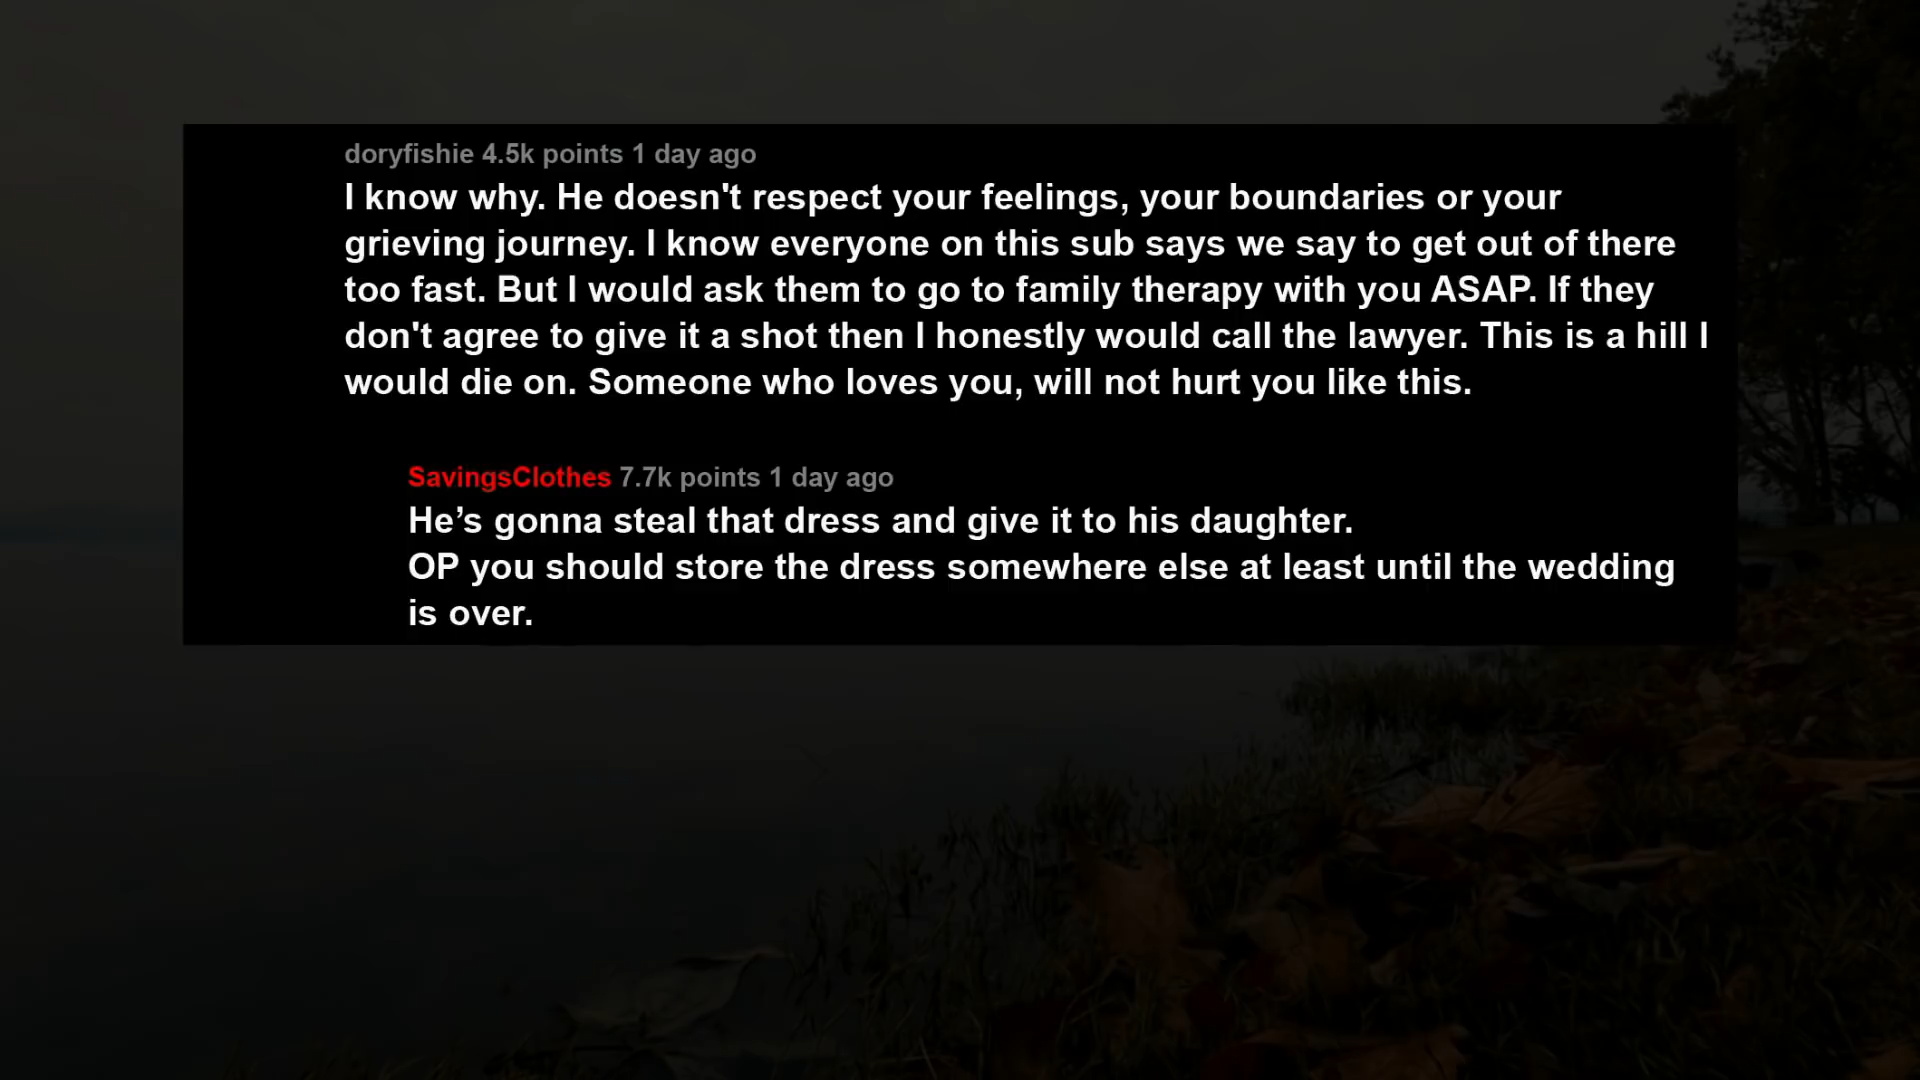 doryfishie 4.5k points 1 day ago
I know why. He doesn't respect your feelings, your boundaries or your
grieving journey. I know everyone on this sub says we say to get out of there
too fast. But I would ask them to go to family therapy with you ASAP. If they
don't agree to give it a shot then I honestly would call the lawyer. This is a hill I
would die on. Someone who loves you, will not hurt you like this.
SavingsClothes 7.7k points 1 day ago
He’s gonna steal that dress and give it to his daughter.
OP you should store the dress somewhere else at least until the wedding
is over.